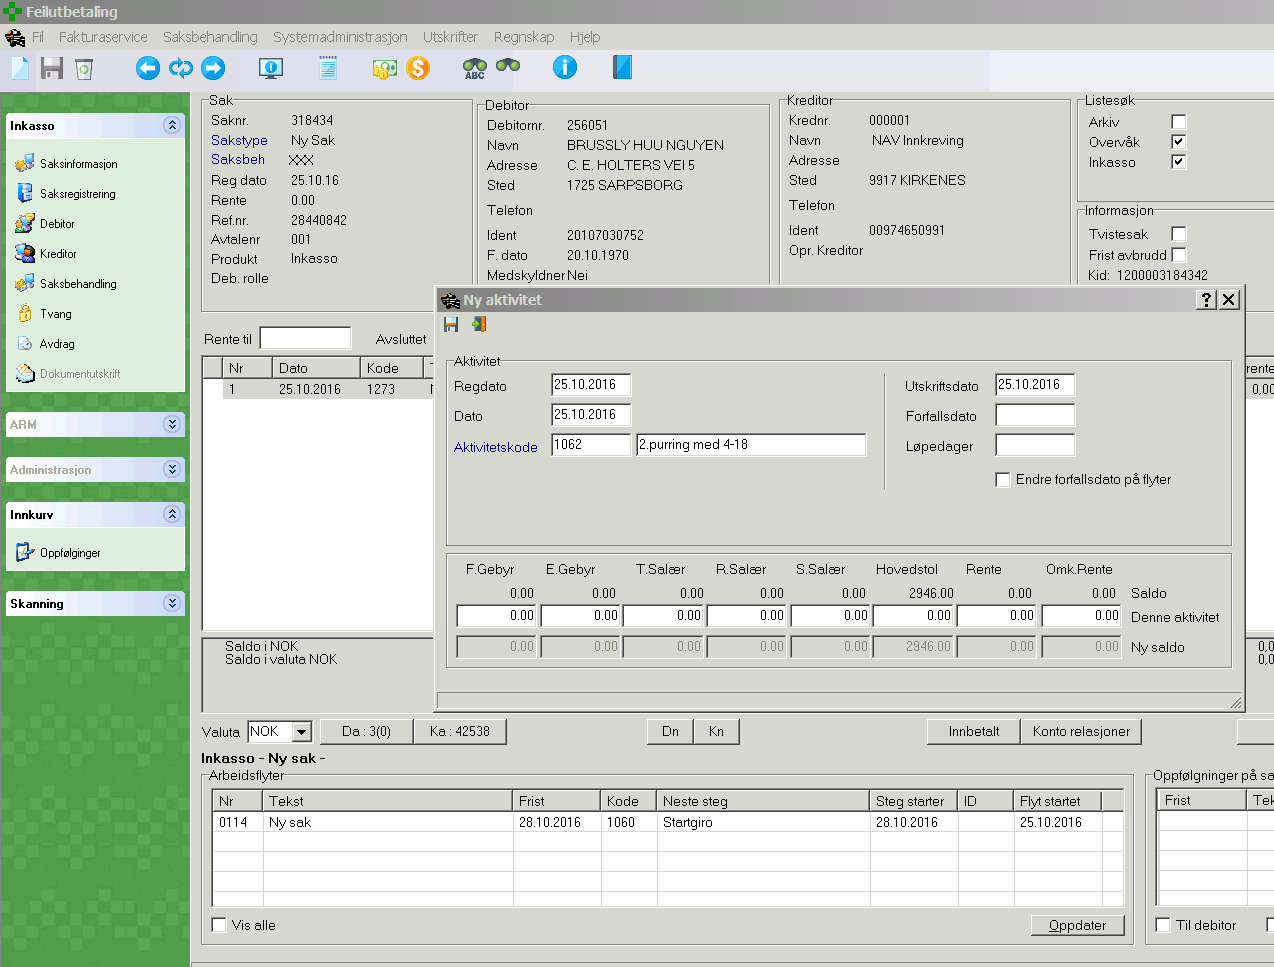 Feilutbetaling
Fil Fakturaservice Saksbehandling Systemadministrasjon Utskrifter Regnskap Hjelp
ABC
Inkasso
Saksinformasjon
Saksregistrering
Debitor
Kreditor
Saksbehandling
Tvang
Avdrag
Dokumentutskrift
ARM
Administrasjon
Innkurv
Oppfølginger
Skanning
Sak
Saknr. 318434
Sakstype Ny Sak
Saksbeh XXX
Reg dato 25.10.16
Rente 0.00
Ref.nr. 28440842
Avtalenr 001
Produkt Inkasso
Deb. rolle
Debitor
Debitornr. 256051
Navn BRUSSLY HUU NGUYEN
Adresse C. E. HOLTERS VEI 5
Sted 1725 SARPSBORG
Telefon
Ident 20107030752
F. dato 20.10.1970
Medskyldner Nei
Kreditor
Krednr. 000001
Navn NAV Innkreving
Adresse
Sted 9917 KIRKENES
Telefon
Ident 00974650991
Opr. Kreditor
Listesøk
Arkiv
Overvåk
Inkasso
Informasjon
Tvistesak
Frist avbrudd
Kid: 1200003184342
Rente til Avsluttet
Nr Dato Kode
1 25.10.2016 1273
rente
0,00
Ny aktivitet
Aktivitet
Regdato 25.10.2016
Dato 25.10.2016
Aktivitetskode 1062 2.purring med 4-18
Utskriftsdato 25.10.2016
Forfallsdato
Løpedager
Endre forfallsdato på flyter
F.Gebyr E.Gebyr T.Salær R.Salær S.Salær Hovedstol Rente Omk.Rente
0.00 0.00 0.00 0.00 0.00 2946.00 0.00 0.00 Saldo
0.00 0.00 0.00 0.00 0.00 0.00 0.00 0.00 Denne aktivitet
0.00 0.00 0.00 0.00 0.00 2946.00 0.00 0.00 Ny saldo
Saldo i NOK
Saldo i valuta NOK
0,0
0,0
Valuta NOK Da : 3(0) Ka : 42538 Dn Kn Innbetalt Konto relasjoner
Inkasso - Ny sak -
Arbeidsflyter
Nr Tekst Frist Kode Neste steg Steg starter ID Flyt startet
0114 Ny sak 28.10.2016 1060 Startgiro 28.10.2016 25.10.2016
Vis alle Oppdater
Oppfølgninger på sa
Frist Tek
Til debitor